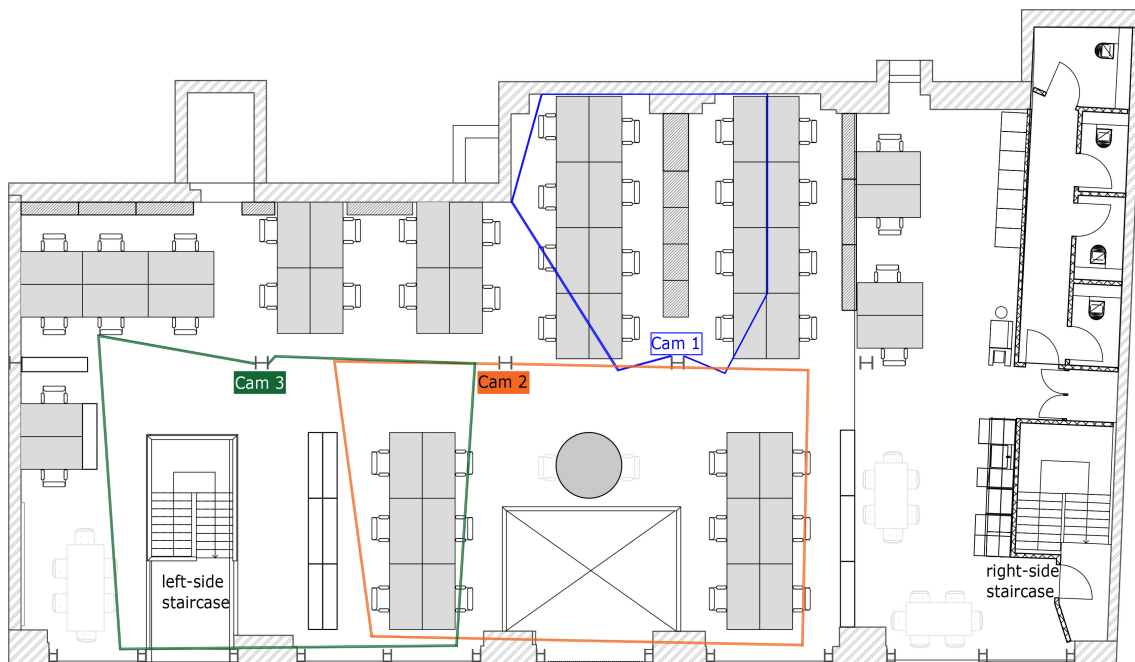 Cam 1
Cam 3
Cam 2
left-side
staircase
right-side
staircase